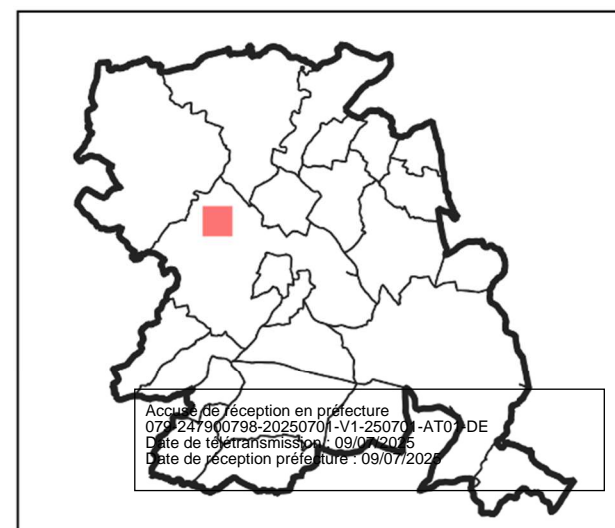 Accusé de réception en préfecture
079-247900798-20250701-V1-250701-AT01-DE
Date de télétransmission : 09/07/2025
Date de réception préfecture : 09/07/2025